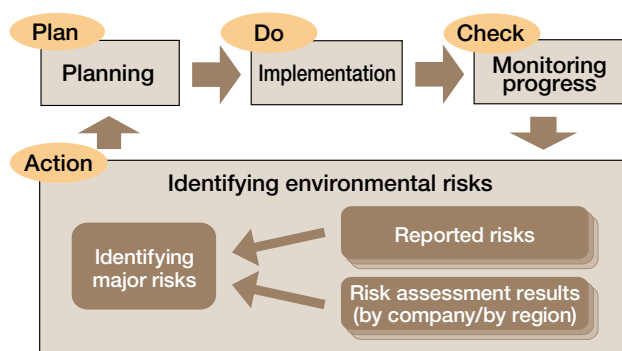 Plan
Planning
Do
Implementation
Check
Monitoring
progress
Action
Identifying environmental risks
Identifying
major risks
Reported risks
Risk assessment results
(by company/by region)